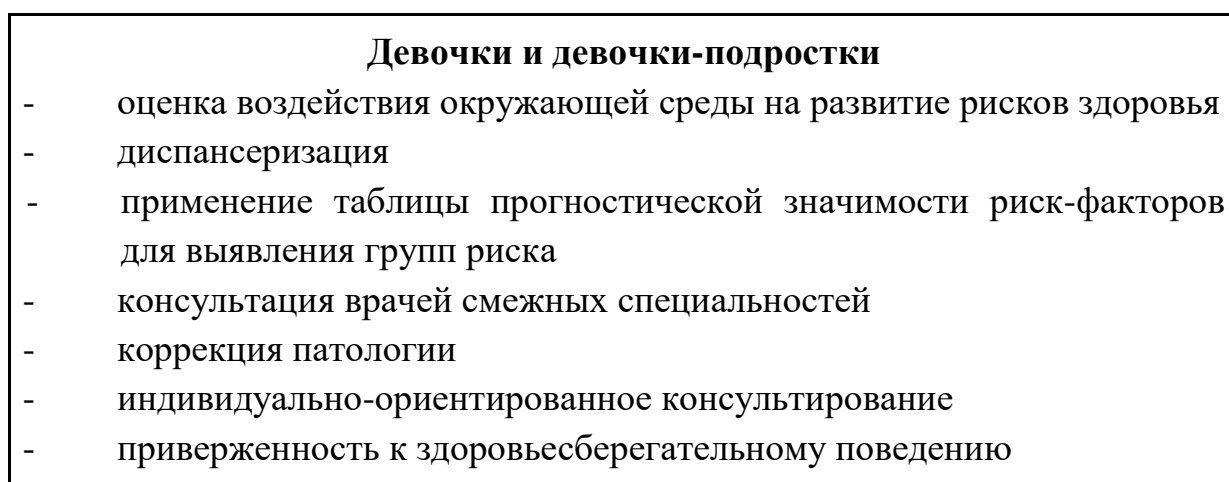 Девочки и девочки-подростки
- оценка воздействия окружающей среды на развитие рисков здоровья
- диспансеризация
- применение таблицы прогностической значимости риск-факторов
для выявления групп риска
- консультация врачей смежных специальностей
- коррекция патологии
- индивидуально-ориентированное консультирование
- приверженность к здоровьесберегательному поведению